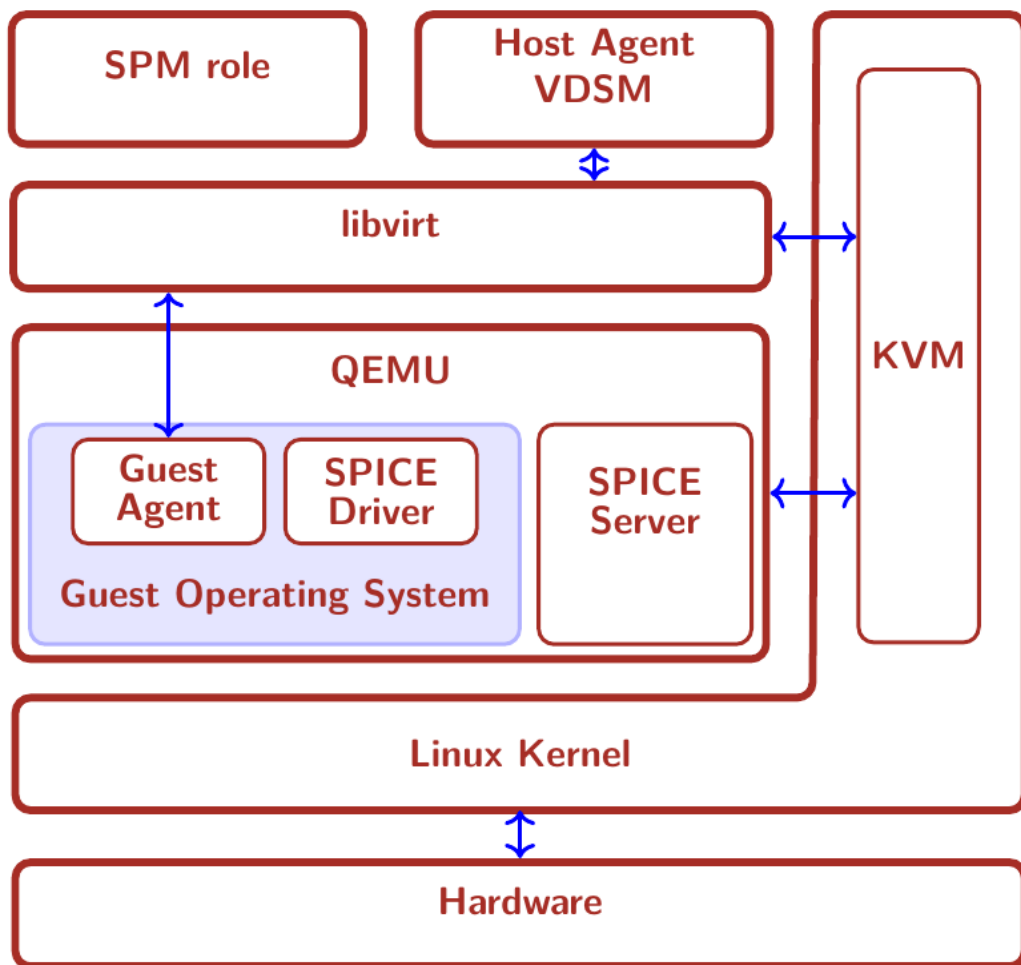 SPM role
Host Agent
VDSM
libvirt
KVM
QEMU
Guest
Agent
SPICE
Driver
SPICE
Server
Guest Operating System
Linux Kernel
Hardware